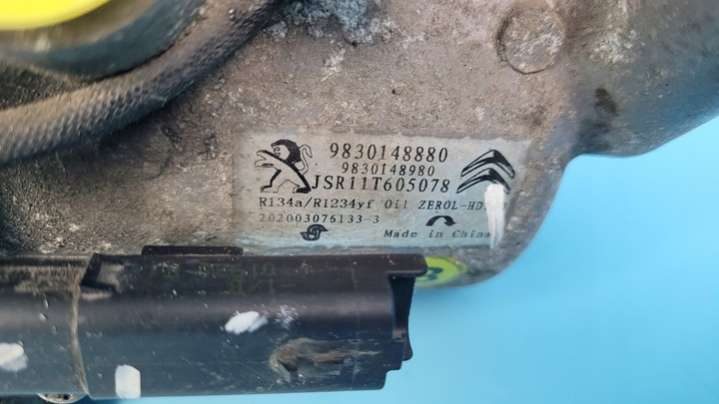 9830148880
9830148980
JSR11T605078
R134a/R1234yf Oil ZEROL-HD
202003076133-3
Made in China